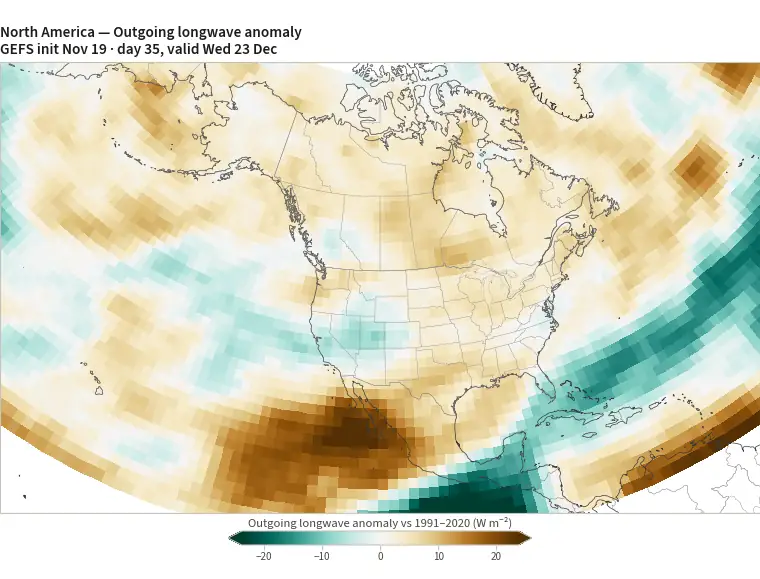 North America — Outgoing longwave anomaly
GEFS init Nov 19 · day 35, valid Wed 23 Dec
Outgoing longwave anomaly vs 1991–2020 (W m⁻²)
−20 −10 0 10 20